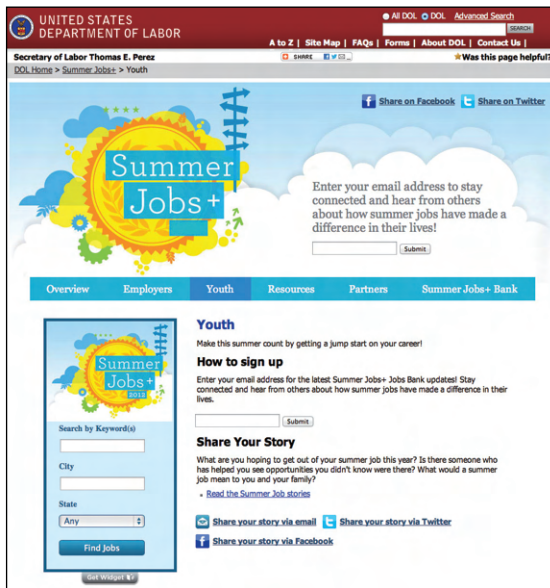 UNITED STATES
DEPARTMENT OF LABOR
All DOL DOL Advanced Search
SEARCH
A to Z | Site Map | FAQs | Forms | About DOL | Contact Us |
Secretary of Labor Thomas E. Perez
SHARE
Was this page helpful?
DOL Home > Summer Jobs+ > Youth
Share on Facebook
Share on Twitter
Summer
Jobs+
Enter your email address to stay
connected and hear from others
about how summer jobs have made a
difference in their lives!
Submit
Overview Employers Youth Resources Partners Summer Jobs+ Bank
Summer
Jobs+
2013
Search by Keyword(s)
City
State
Any
Find Jobs
Get Widget
Youth
Make this summer count by getting a jump start on your career!
How to sign up
Enter your email address for the latest Summer Jobs+ Jobs Bank updates! Stay
connected and hear from others about how summer jobs have made a difference in their
lives.
Submit
Share Your Story
What are you hoping to get out of your summer job this year? Is there someone who
has helped you see opportunities you didn't know were there? What would a summer
job mean to you and your family?
Read the Summer Job stories
Share your story via email
Share your story via Twitter
Share your story via Facebook